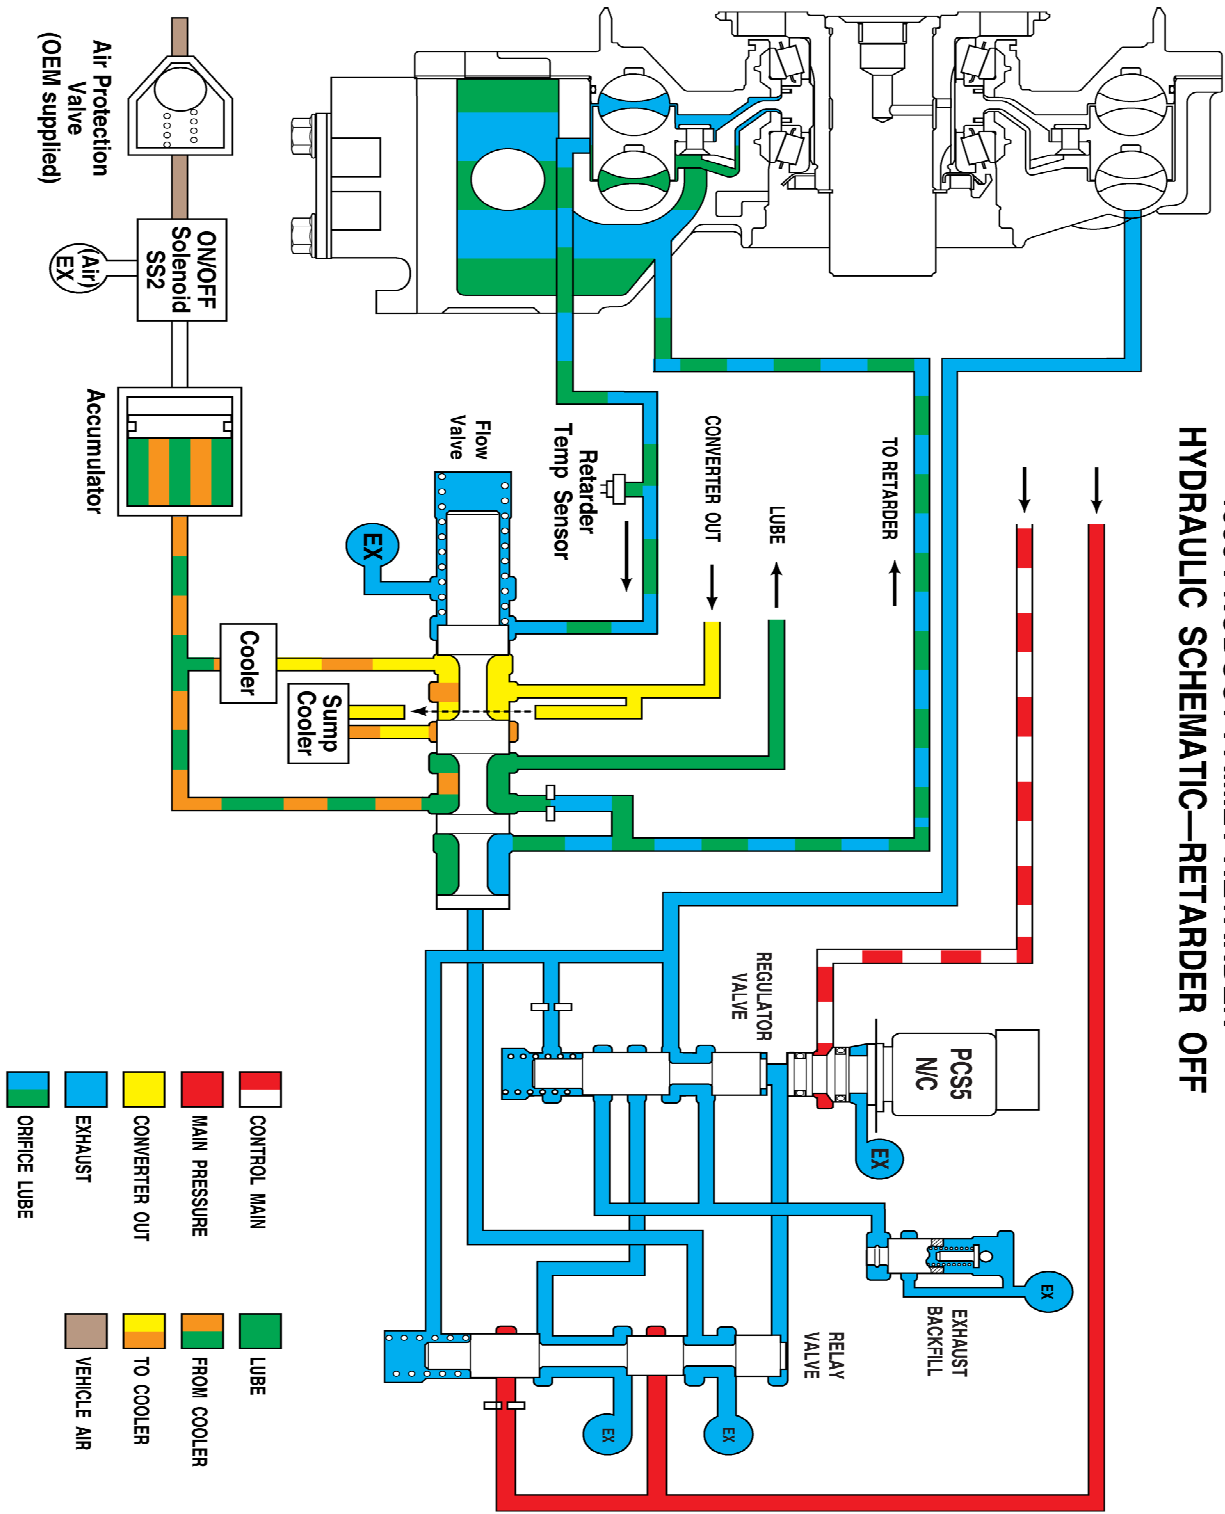 HYDRAULIC SCHEMATIC—RETARDER OFF
Air Protection
Valve
(OEM supplied)
ON/OFF
Solenoid
SS2
(Air)
EX
Accumulator
Flow
Valve
EX
Retarder
Temp Sensor
CONVERTER OUT
LUBE
TO RETARDER
Cooler
Sump
Cooler
REGULATOR
VALVE
PCS5
N/C
EX
EX
EXHAUST
BACKFILL
RELAY
VALVE
EX
EX
CONTROL MAIN
MAIN PRESSURE
CONVERTER OUT
EXHAUST
ORIFICE LUBE
LUBE
FROM COOLER
TO COOLER
VEHICLE AIR